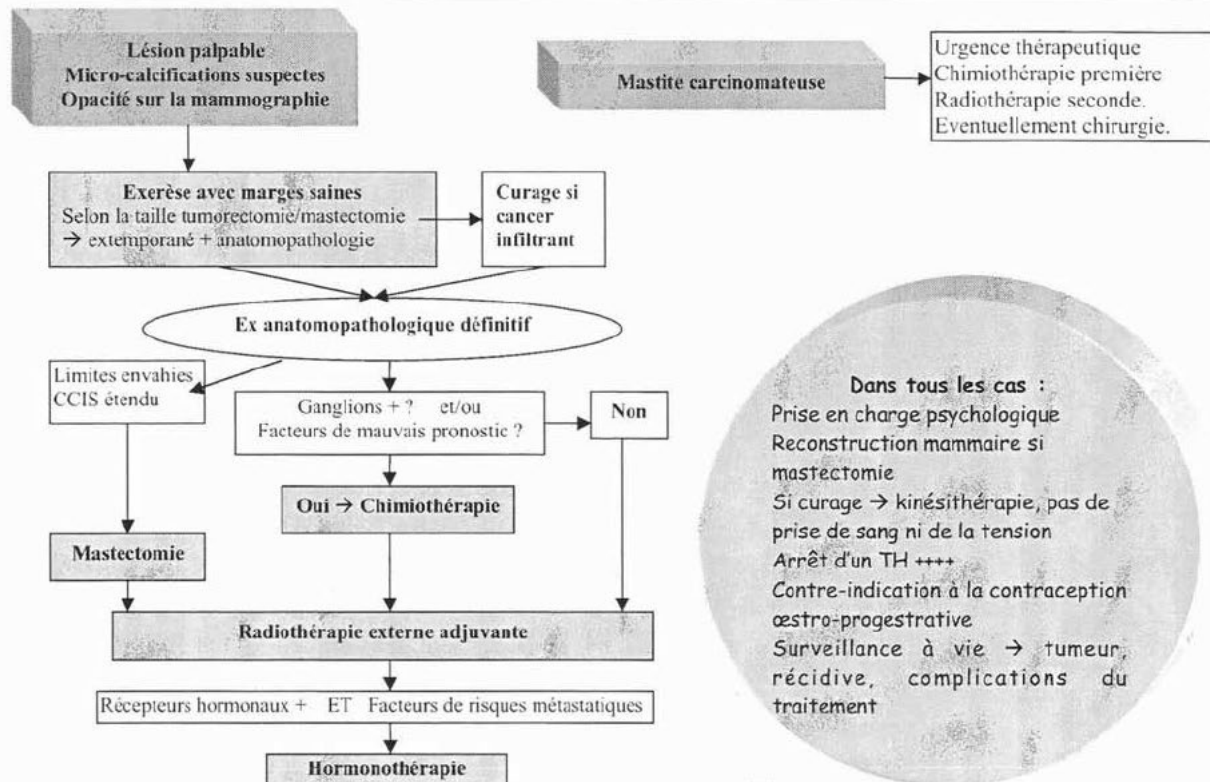 Lésion palpable
Micro-calcifications suspectes
Opacité sur la mammographie
Mastite carcinomateuse
Urgence thérapeutique
Chimiothérapie première
Radiothérapie seconde.
Eventuellement chirurgie.
Exerèse avec marges saines
Selon la taille tumorectomie/mastectomie
→ extemporané + anatomopathologie
Curage si
cancer
infiltrant
Ex anatomopathologique définitif
Limites envahies
CCIS étendu
Ganglions + ? et/ou
Facteurs de mauvais pronostic ?
Non
Oui → Chimiothérapie
Mastectomie
Radiothérapie externe adjuvante
Récepteurs hormonaux + ET Facteurs de risques métastatiques
Hormonothérapie
Dans tous les cas :
Prise en charge psychologique
Reconstruction mammaire si
mastectomie
Si curage → kinésithérapie, pas de
prise de sang ni de la tension
Arrêt d'un TH ++++
Contre-indication à la contraception
œstro-progestrative
Surveillance à vie → tumeur,
récidive, complications du
traitement